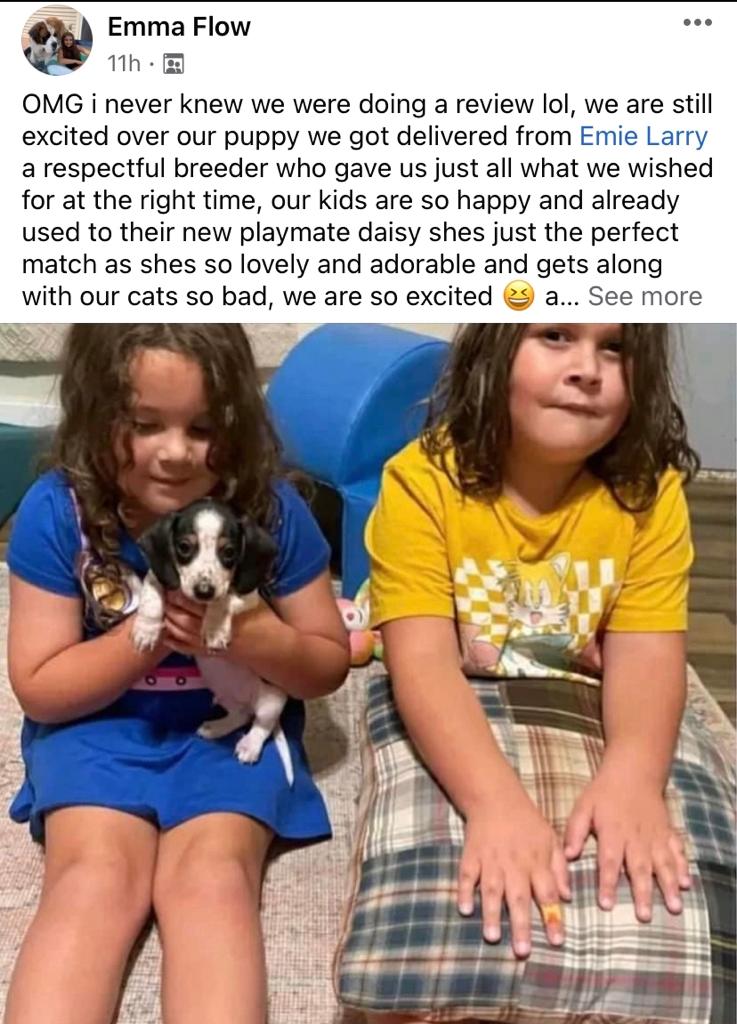 Emma Flow
11h ·
OMG i never knew we were doing a review lol, we are still
excited over our puppy we got delivered from Emie Larry
a respectful breeder who gave us just all what we wished
for at the right time, our kids are so happy and already
used to their new playmate daisy shes just the perfect
match as shes so lovely and adorable and gets along
with our cats so bad, we are so excited 😆 a... See more